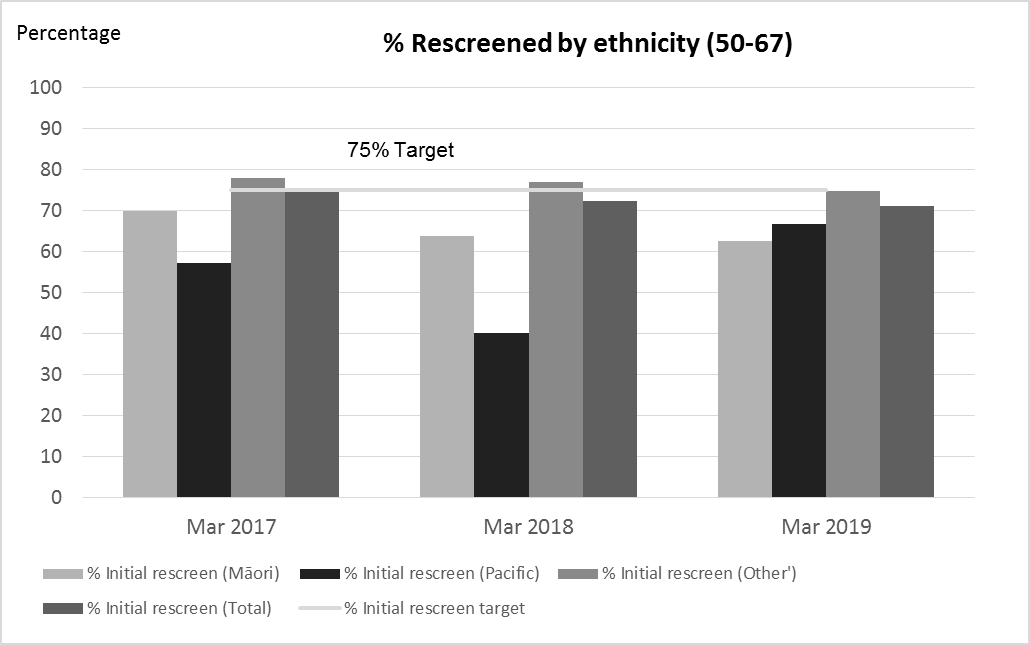 Percentage
% Rescreened by ethnicity (50-67)
100
90
80
70
60
50
40
30
20
10
0
75% Target
Mar 2017
Mar 2018
Mar 2019
% Initial rescreen (Māori)
% Initial rescreen (Pacific)
% Initial rescreen (Other')
% Initial rescreen (Total)
% Initial rescreen target